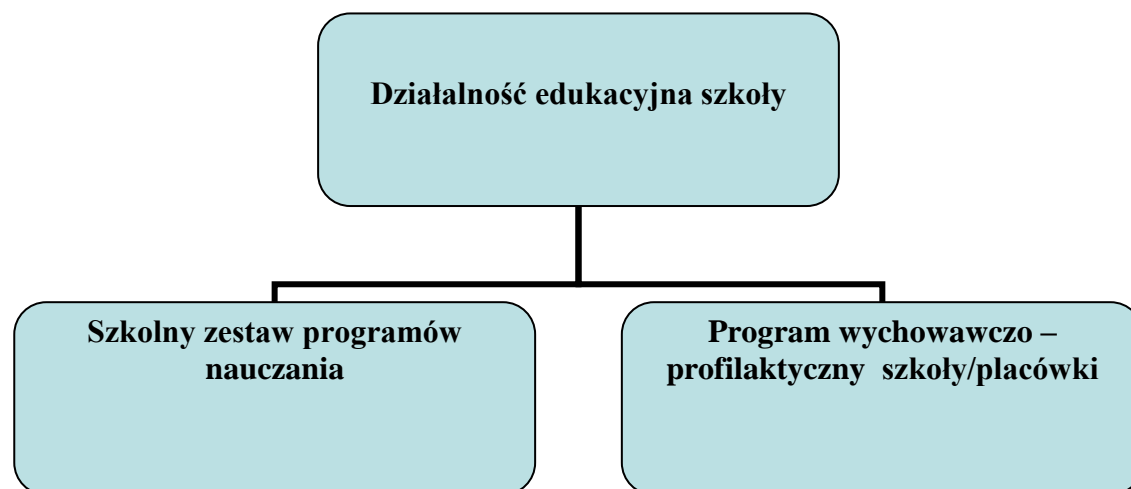 Działalność edukacyjna szkoły
Szkolny zestaw programów
nauczania
Program wychowawczo –
profilaktyczny szkoły/placówki